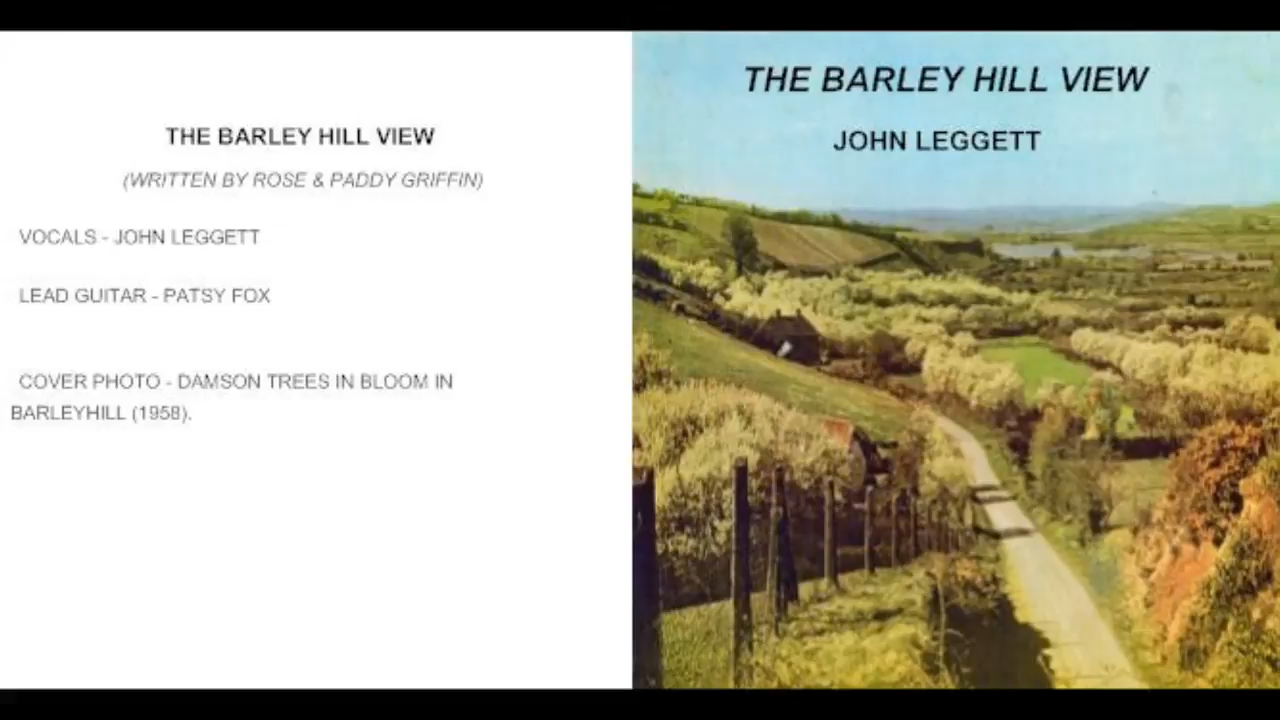 THE BARLEY HILL VIEW
(WRITTEN BY ROSE & PADDY GRIFFIN)
VOCALS - JOHN LEGGETT
LEAD GUITAR - PATSY FOX
COVER PHOTO - DAMSON TREES IN BLOOM IN
BARLEYHILL (1958).
THE BARLEY HILL VIEW
JOHN LEGGETT